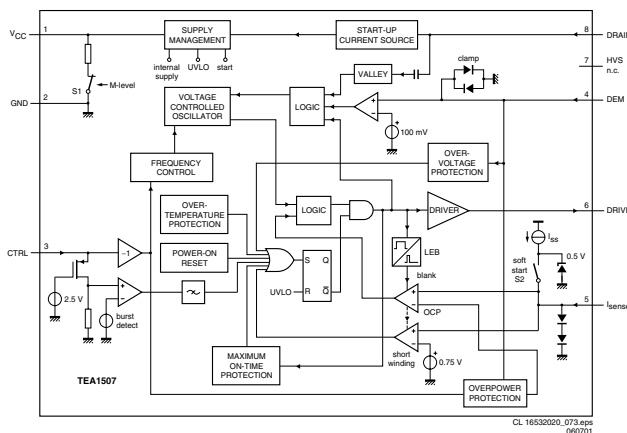 VCC
1
SUPPLY
MANAGEMENT
START-UP
CURRENT SOURCE
8
DRAIN
internal
supply
UVLO
start
clamp
7
HVS
n.c.
S1
M-level
VALLEY
GND
2
VOLTAGE
CONTROLLED
OSCILLATOR
LOGIC
4
DEM
100 mV
FREQUENCY
CONTROL
OVER-
VOLTAGE
PROTECTION
OVER-
TEMPERATURE
PROTECTION
LOGIC
DRIVER
6
DRIVER
CTRL
3
−1
POWER-ON
RESET
S
Q
R
Q
UVLO
LEB
blank
Iss
soft
start
S2
0.5 V
2.5 V
burst
detect
OCP
5
Isense
short
winding
0.75 V
MAXIMUM
ON-TIME
PROTECTION
TEA1507
OVERPOWER
PROTECTION
CL 16532020_073.eps
060701